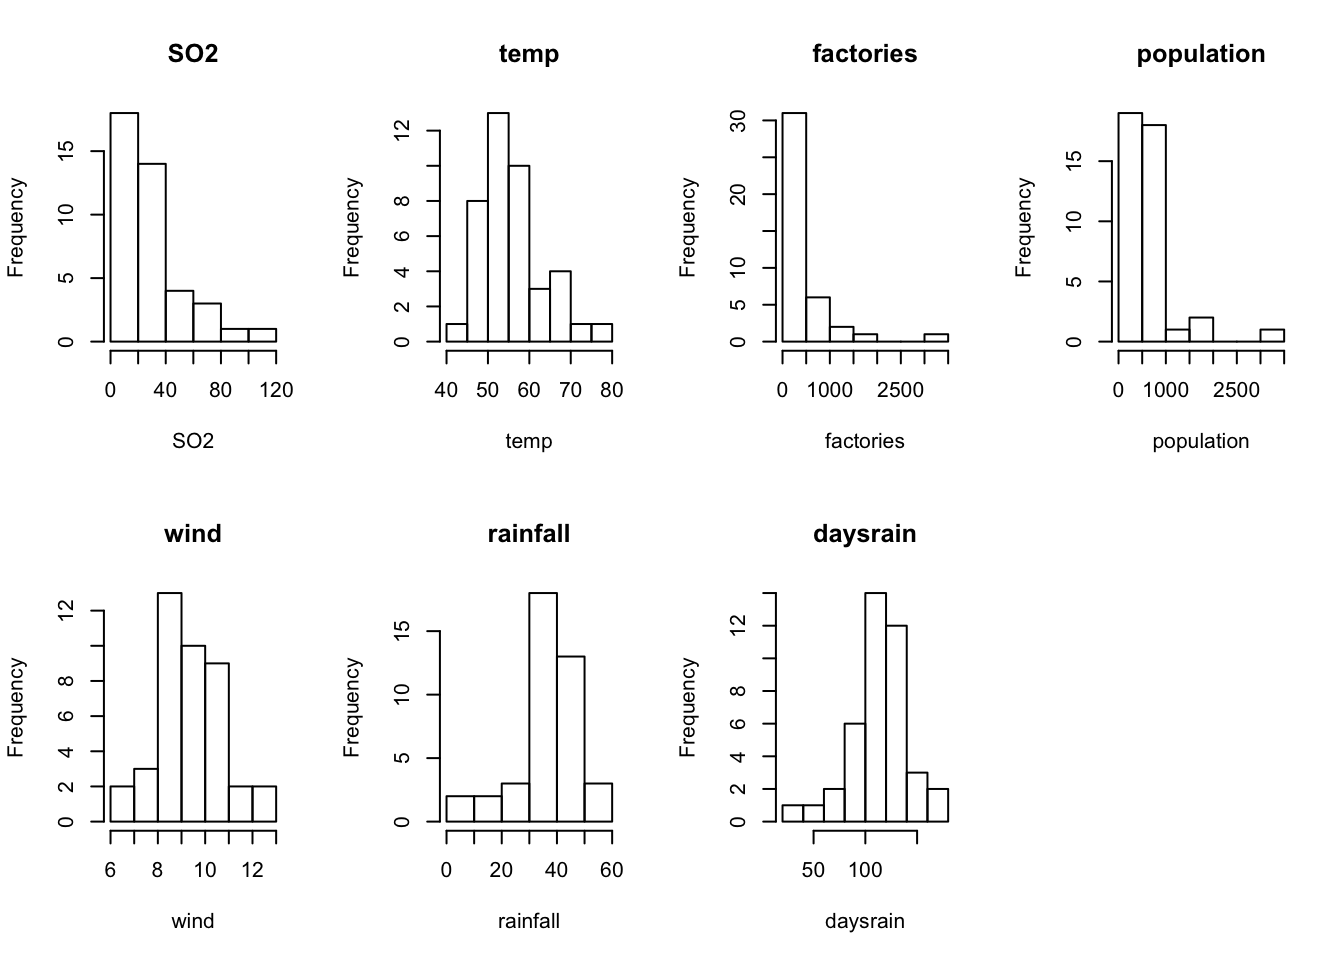 SO2
Frequency
0 5 10 15
0 40 80 120
SO2
temp
Frequency
0 2 4 6 8 12
40 50 60 70 80
temp
factories
Frequency
0 5 10 20 30
0 1000 2500
factories
population
Frequency
0 5 10 15
0 1000 2500
population
wind
Frequency
0 2 4 6 8 12
6 8 10 12
wind
rainfall
Frequency
0 5 10 15
0 20 40 60
rainfall
daysrain
Frequency
0 2 4 6 8 12
50 100
daysrain